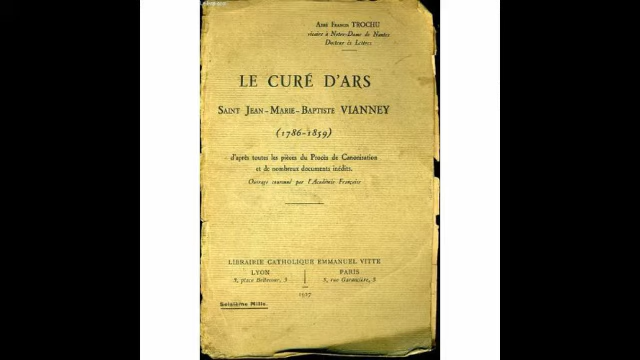 Abbé Francis TROCHU
vicaire à Notre-Dame de Nantes
Docteur ès Lettres
LE CURÉ D'ARS
SAINT JEAN-MARIE-BAPTISTE VIANNEY
(1786-1859)
d'après toutes les pièces du Procès de Canonisation
et de nombreux documents inédits.
Ouvrage couronné par l'Académie Française
LIBRAIRIE CATHOLIQUE EMMANUEL VITTE
LYON PARIS
3, place Bellecour, 3 5, rue Garancière, 5
1927
Seizième Mille